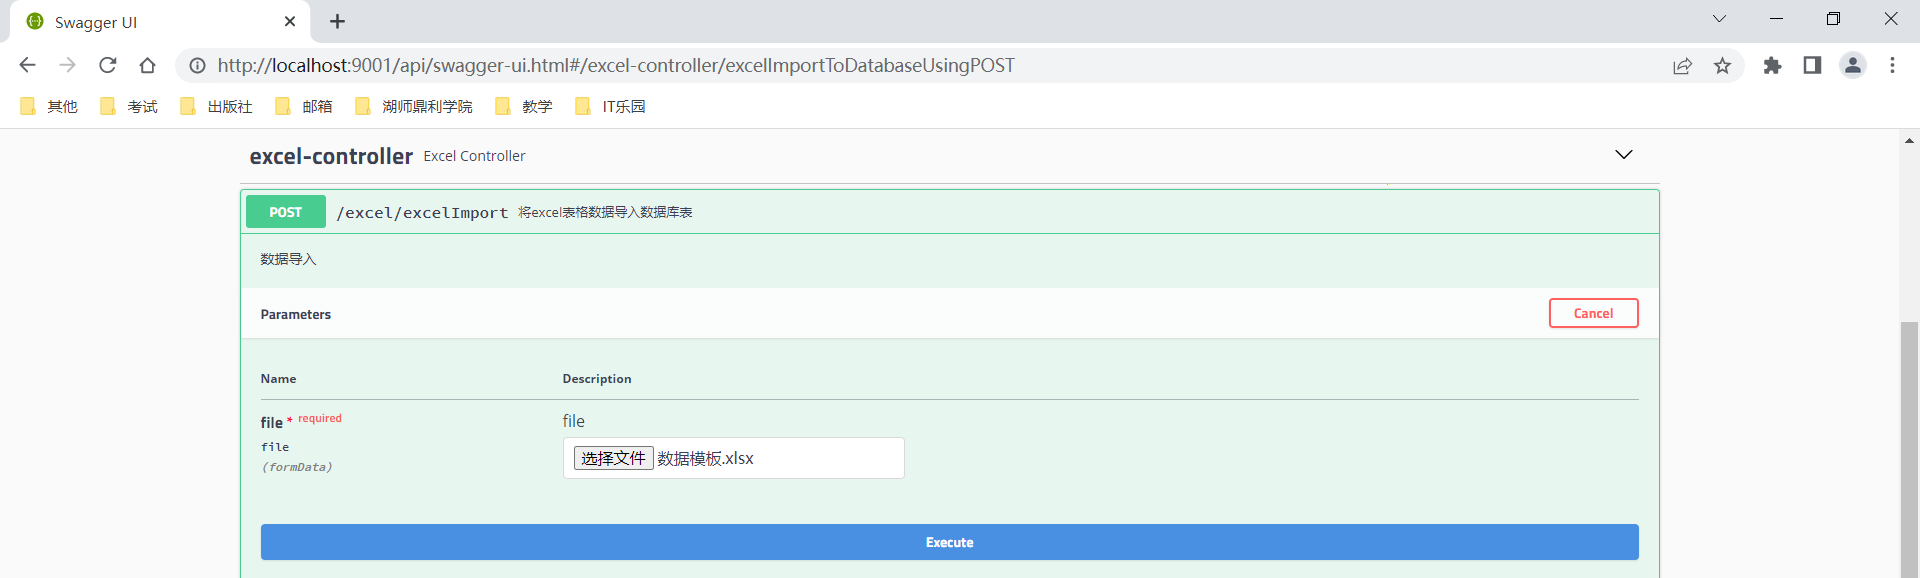 Swagger UI
http://localhost:9001/api/swagger-ui.html#/excel-controller/excelImportToDatabaseUsingPOST
其他 考试 出版社 邮箱 湖师鼎利学院 教学 IT乐园
excel-controller Excel Controller
POST /excel/excelImport 将excel表格数据导入数据库表
数据导入
Parameters Cancel
Name Description
file * required file
file 选择文件 数据模板.xlsx
(formData)
Execute